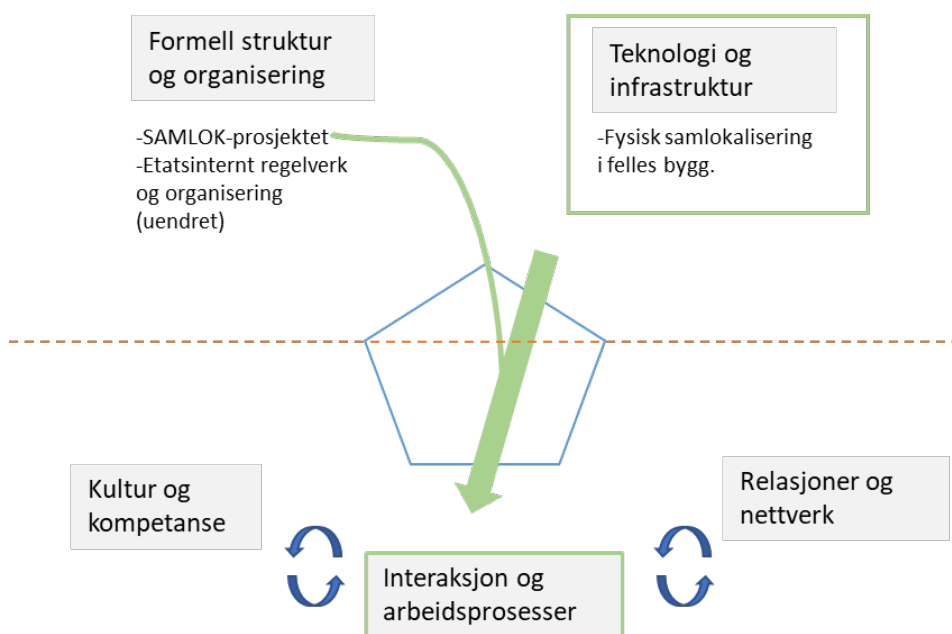 Formell struktur
og organisering
-SAMLOK-prosjektet
-Etatsinternt regelverk
og organisering
(uendret)
Teknologi og
infrastruktur
-Fysisk samlokalisering
i felles bygg.
Kultur og
kompetanse
Relasjoner og
nettverk
Interaksjon og
arbeidsprosesser